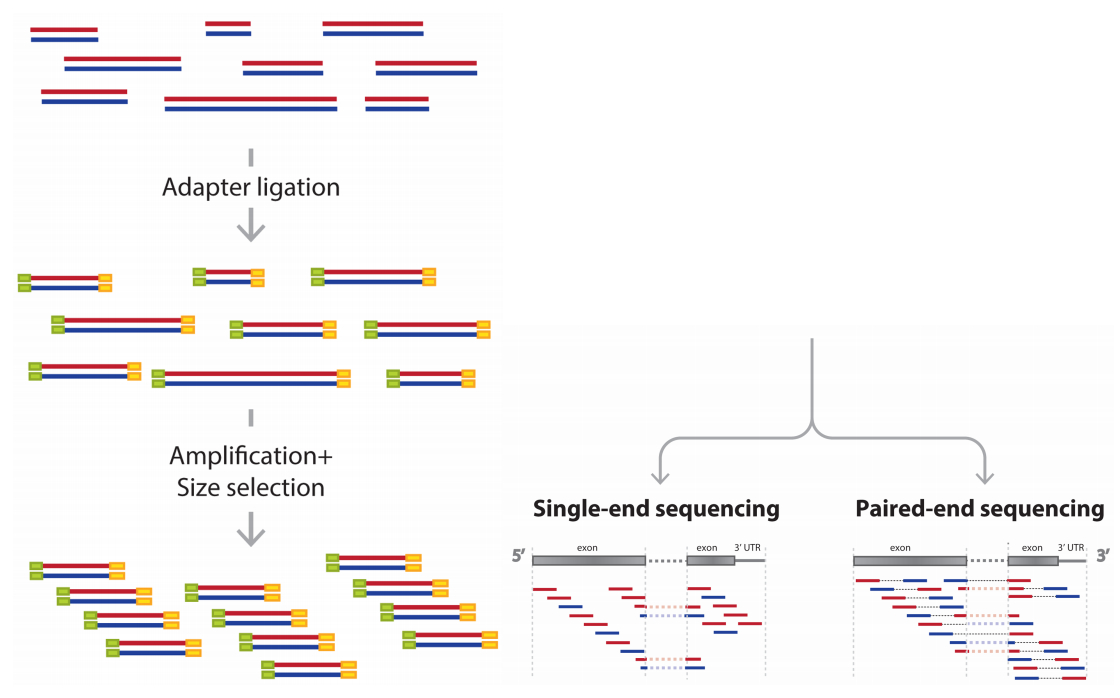 Adapter ligation
Amplification+
Size selection
Single-end sequencing
Paired-end sequencing
5’ exon exon 3’ UTR
exon exon 3’ UTR 3’